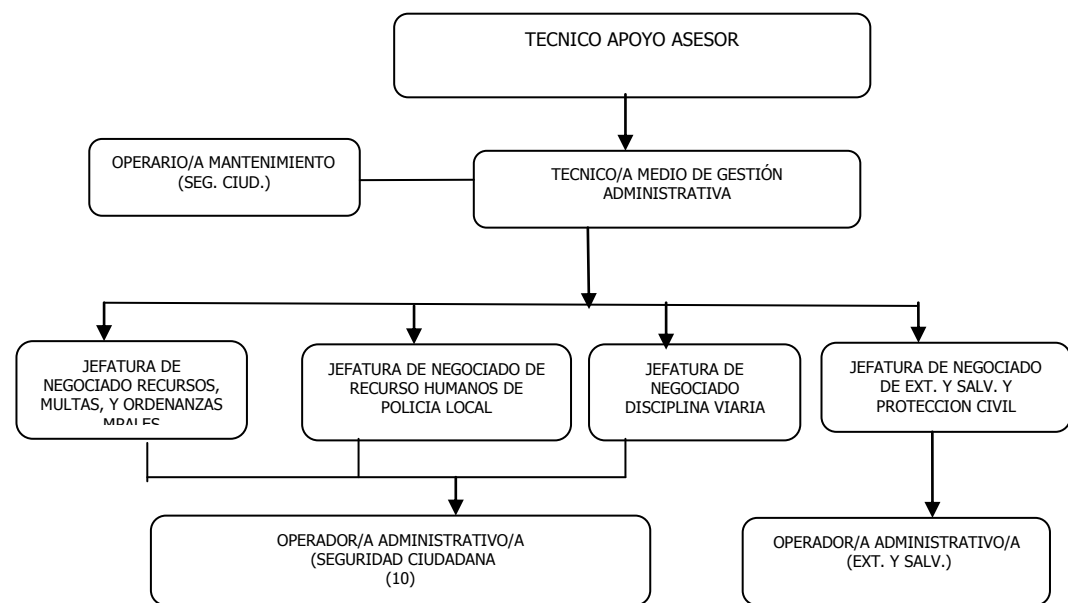 TECNICO APOYO ASESOR
OPERARIO/A MANTENIMIENTO
(SEG. CIUD.)
TECNICO/A MEDIO DE GESTIÓN
ADMINISTRATIVA
JEFATURA DE
NEGOCIADO RECURSOS,
MULTAS, Y ORDENANZAS
MPALES
JEFATURA DE NEGOCIADO DE
RECURSO HUMANOS DE
POLICIA LOCAL
JEFATURA DE
NEGOCIADO
DISCIPLINA VIARIA
JEFATURA DE NEGOCIADO
DE EXT. Y SALV. Y
PROTECCION CIVIL
OPERADOR/A ADMINISTRATIVO/A
(SEGURIDAD CIUDADANA
(10)
OPERADOR/A ADMINISTRATIVO/A
(EXT. Y SALV.)